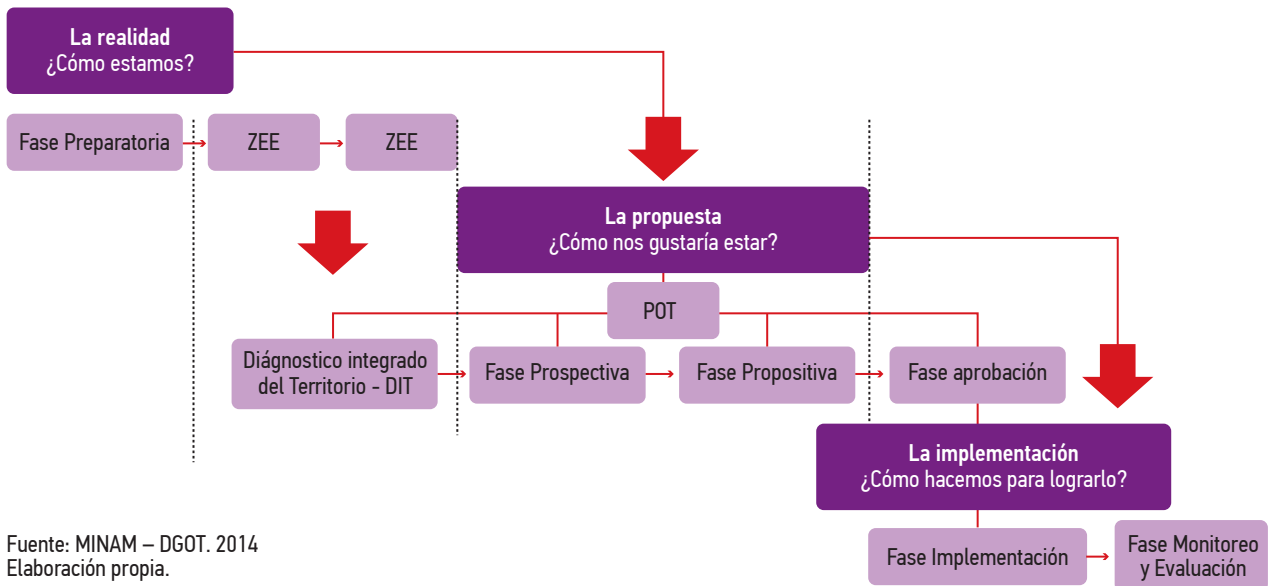 La realidad
¿Cómo estamos?
Fase Preparatoria
ZEE
ZEE
La propuesta
¿Cómo nos gustaría estar?
POT
Diágnostico integrado
del Territorio - DIT
Fase Prospectiva
Fase Propositiva
Fase aprobación
La implementación
¿Cómo hacemos para lograrlo?
Fase Implementación
Fase Monitoreo
y Evaluación
Fuente: MINAM – DGOT. 2014
Elaboración propia.